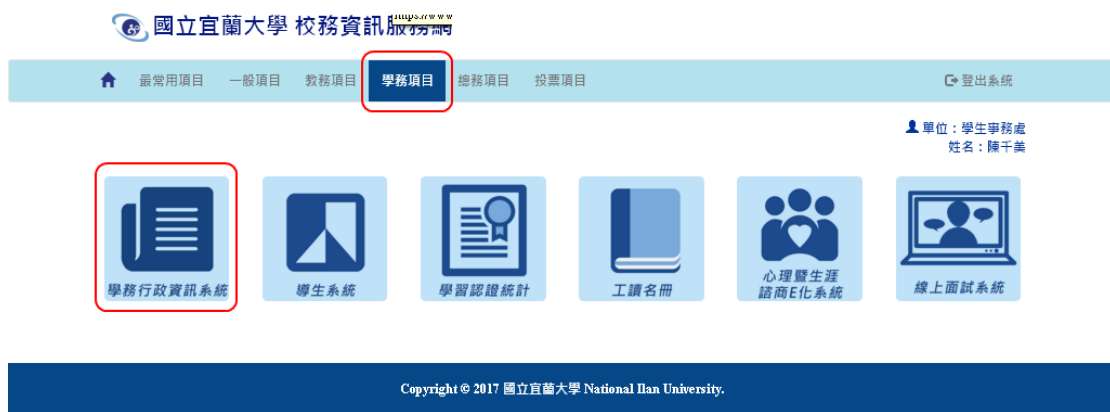 國立宜蘭大學 校務資訊服務網
最常用項目 一般項目 教務項目 學務項目 總務項目 投票項目 登出系統
單位：學生事務處
姓名：陳千美
學務行政資訊系統 導生系統 學習認證統計 工讀名冊 心理暨生涯諮商E化系統 線上面試系統
Copyright © 2017 國立宜蘭大學 National Ilan University.